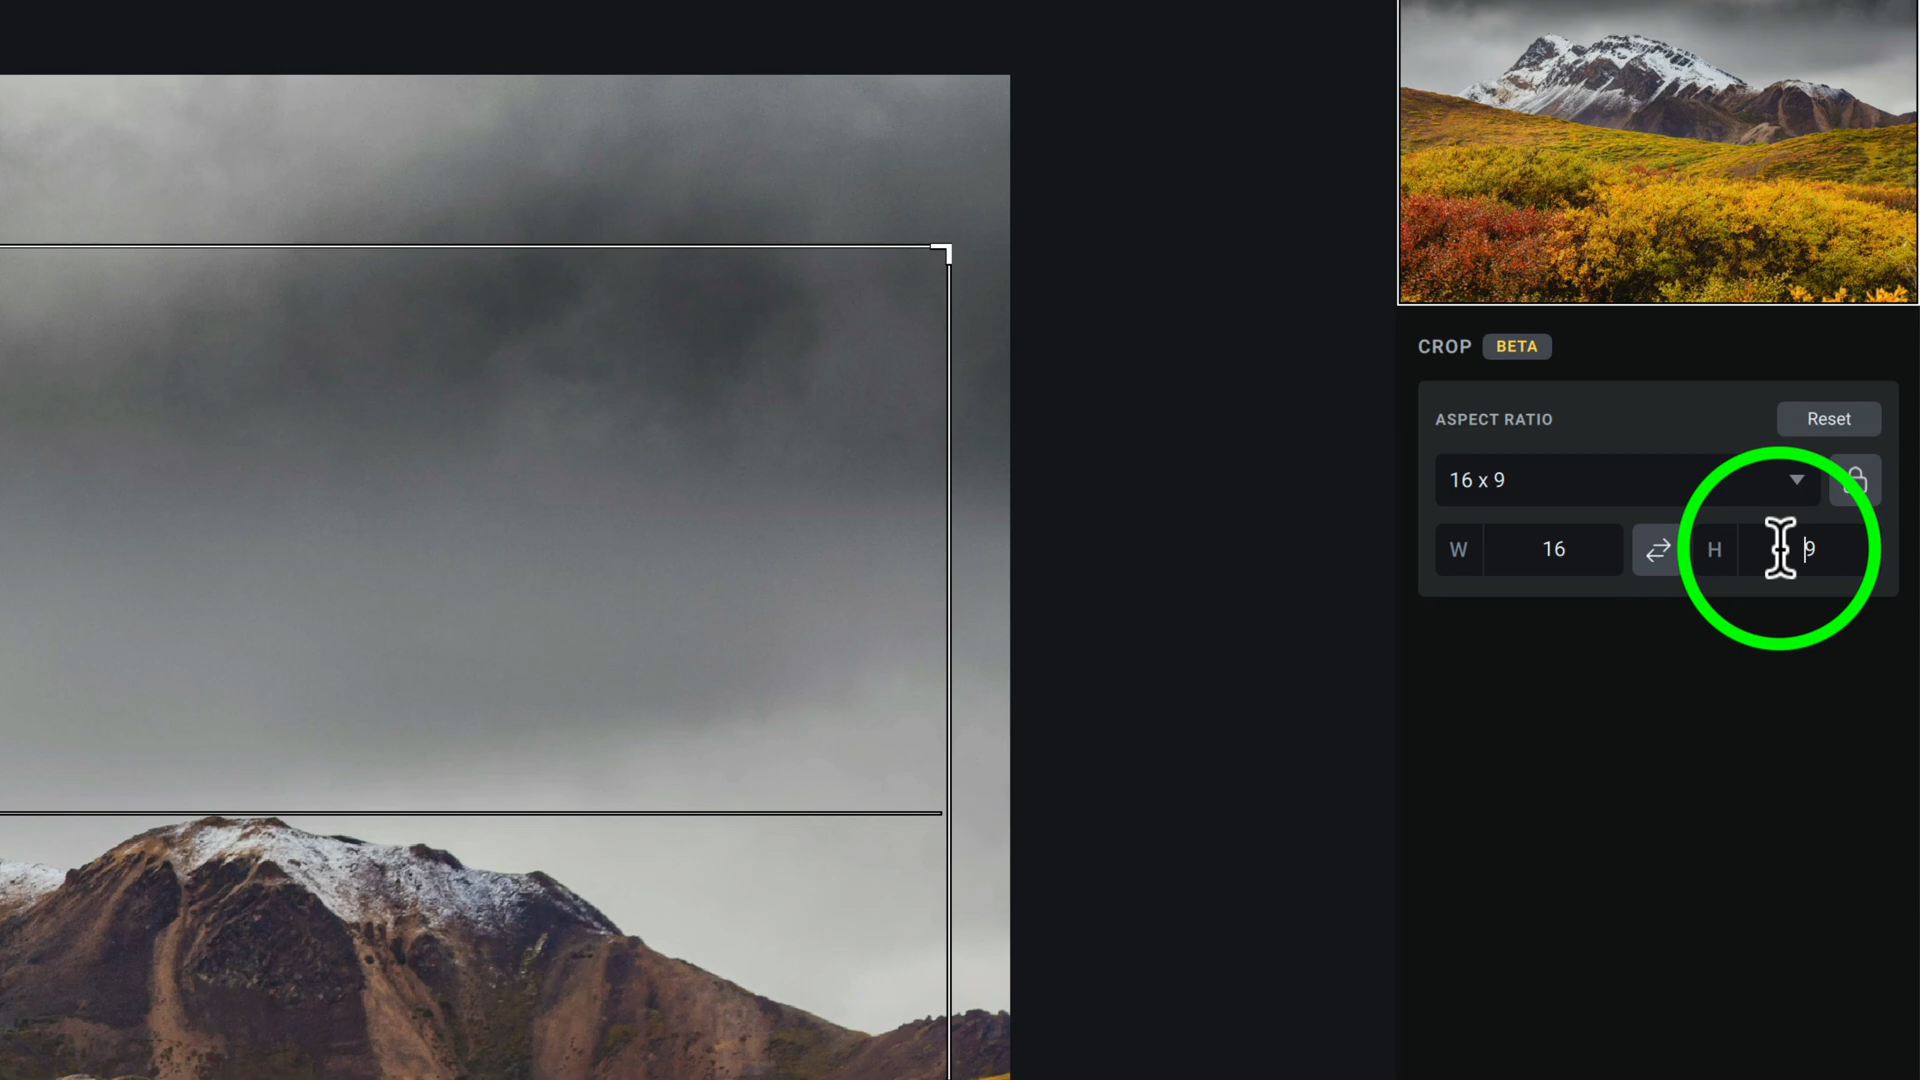 CROP BETA
ASPECT RATIO Reset
16 x 9
W 16 H 9